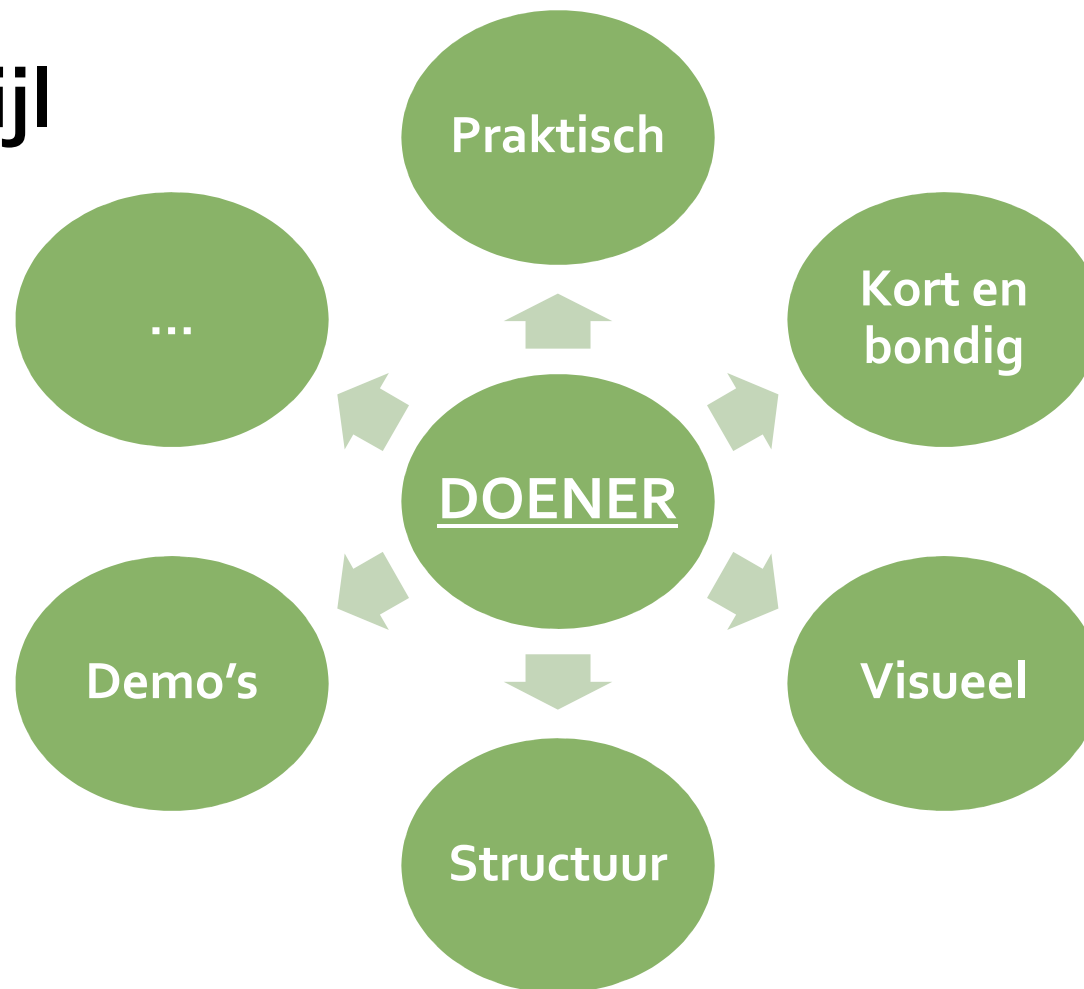 ijl
Praktisch
Kort en
bondig
...
DOENER
Demo’s
Visueel
Structuur